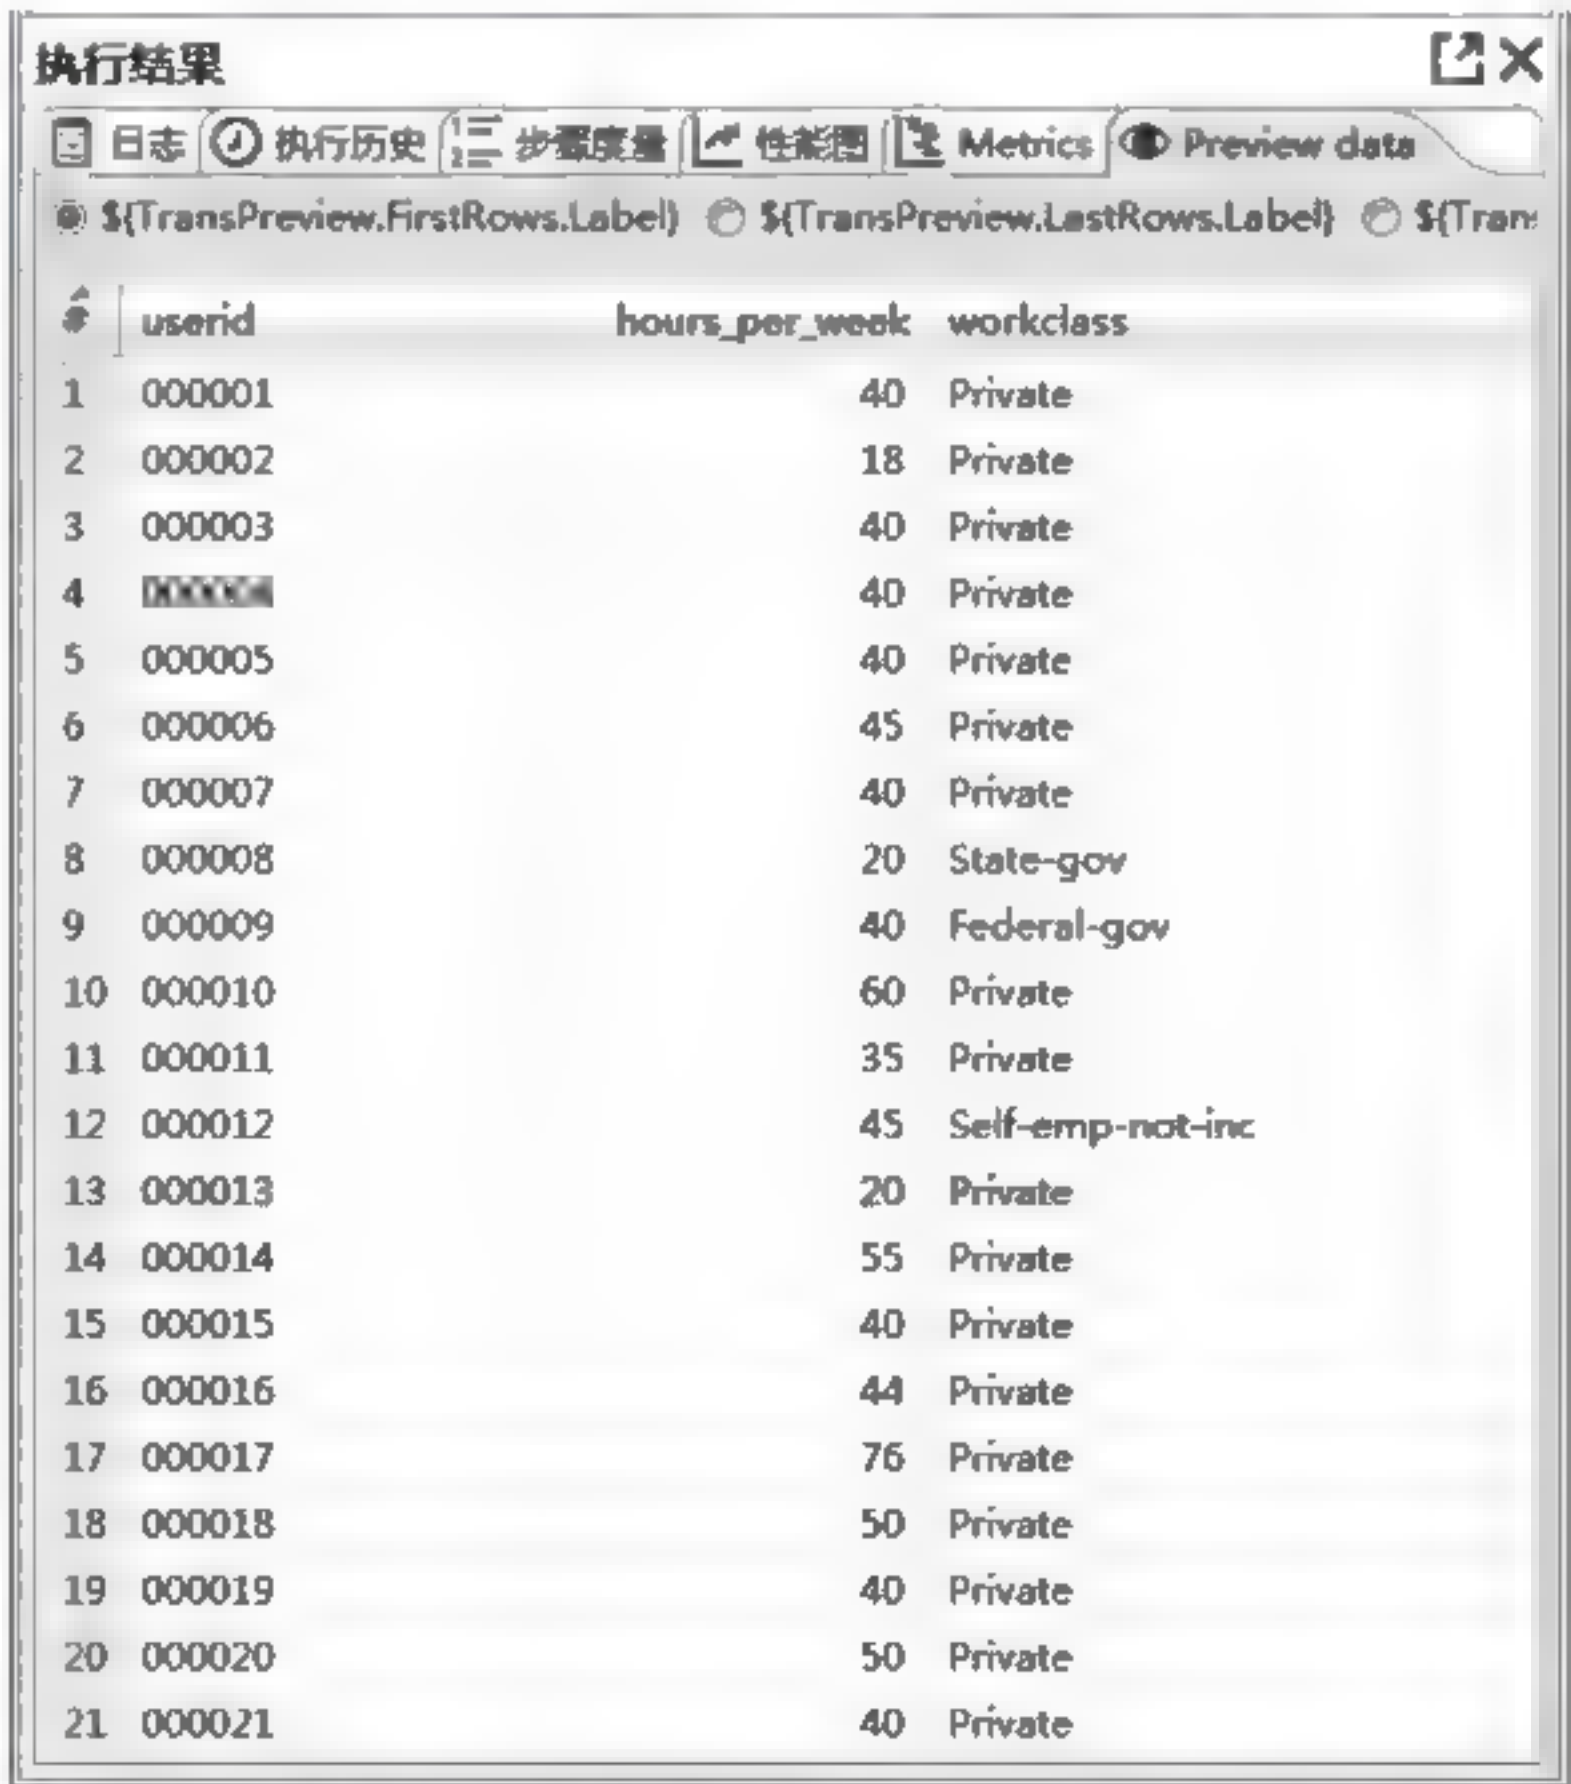 执行结果
日志 执行历史 步骤度量 性能图 Metrics Preview data
${TransPreview.FirstRows.Label} ${TransPreview.LastRows.Label} ${Trans
# userid hours_per_week workclass
1 000001 40 Private
2 000002 18 Private
3 000003 40 Private
4 000004 40 Private
5 000005 40 Private
6 000006 45 Private
7 000007 40 Private
8 000008 20 State-gov
9 000009 40 Federal-gov
10 000010 60 Private
11 000011 35 Private
12 000012 45 Self-emp-not-inc
13 000013 20 Private
14 000014 55 Private
15 000015 40 Private
16 000016 44 Private
17 000017 76 Private
18 000018 50 Private
19 000019 40 Private
20 000020 50 Private
21 000021 40 Private